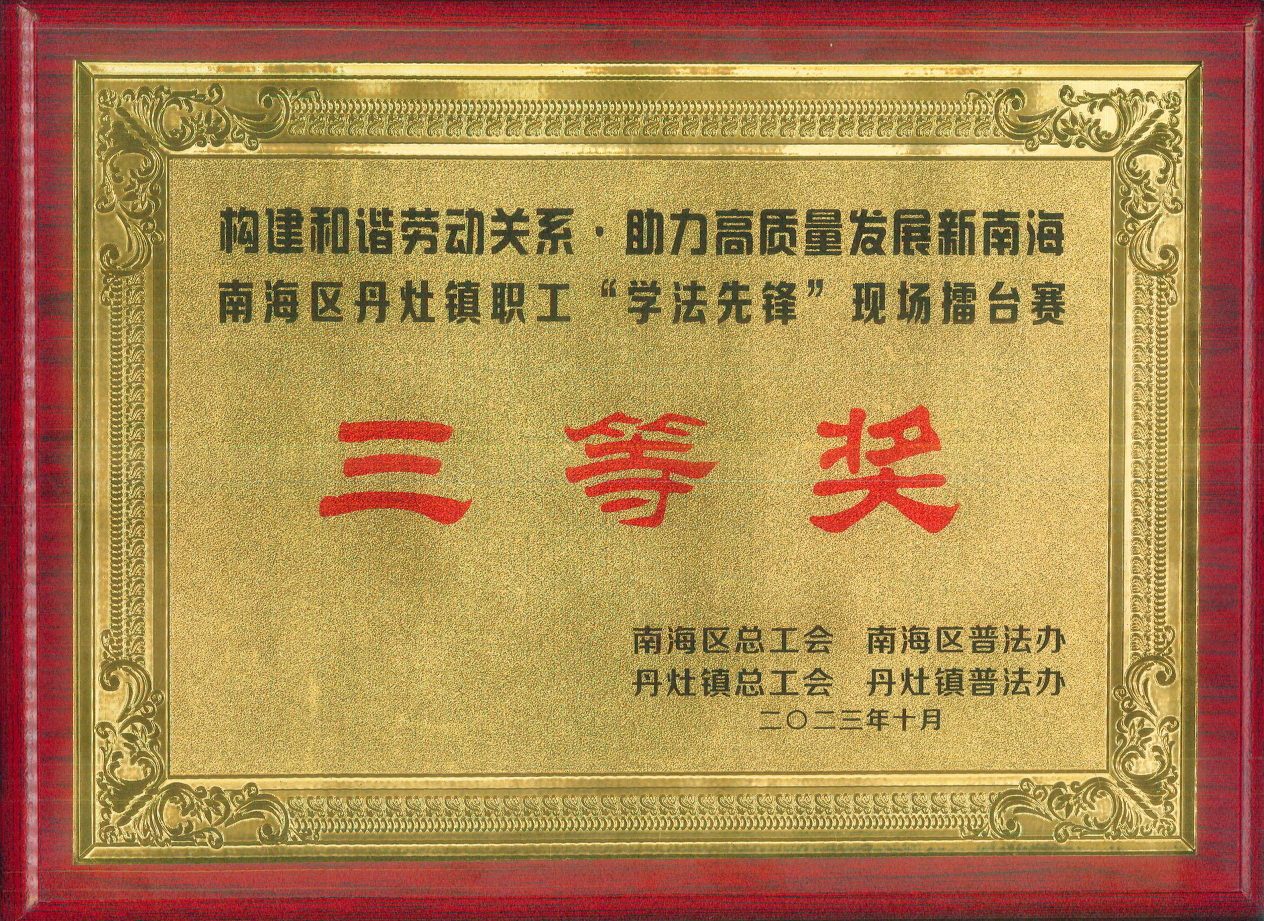 构建和谐劳动关系·助力高质量发展新南海
南海区丹灶镇职工“学法先锋”现场擂台赛
三等奖
南海区总工会 南海区普法办
丹灶镇总工会 丹灶镇普法办
二〇二三年十月